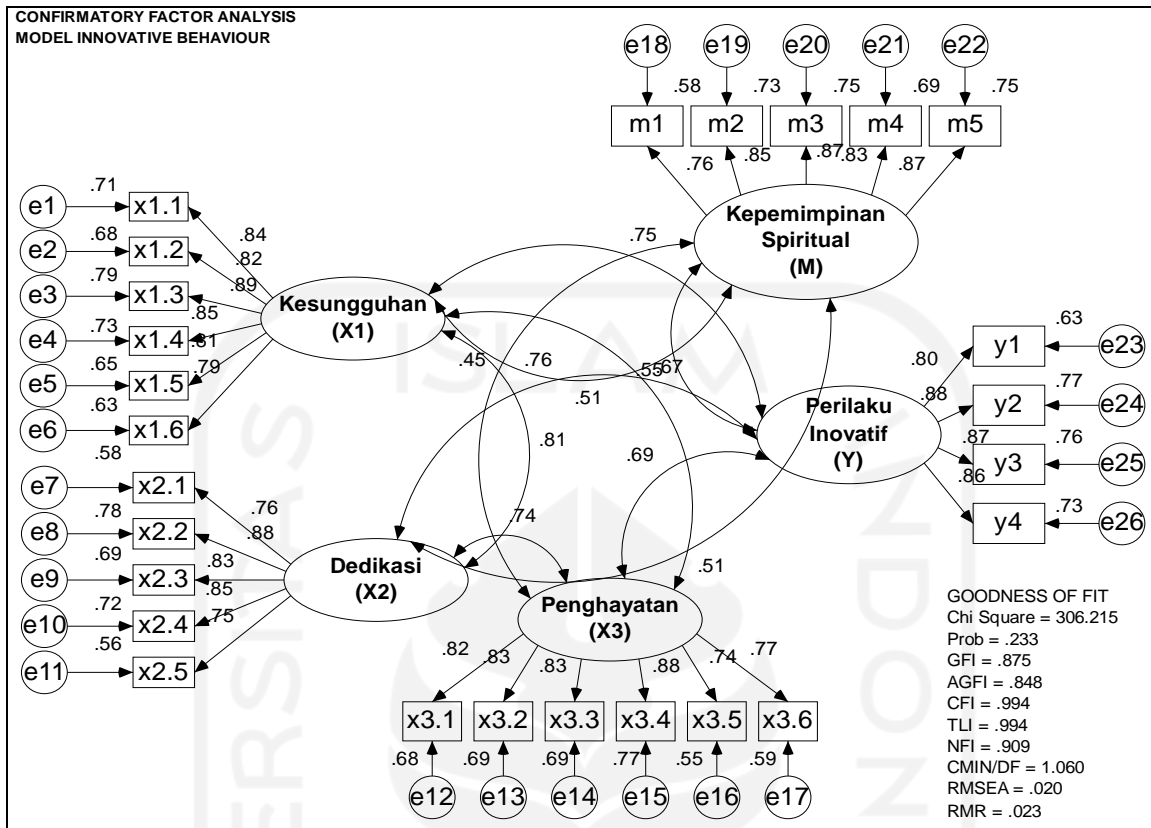 CONFIRMATORY FACTOR ANALYSIS
MODEL INNOVATIVE BEHAVIOUR
e18 e19 e20 e21 e22
.58 .73 .75 .69 .75
m1 m2 m3 m4 m5
.76 .85 .87 .83 .87
Kepemimpinan
Spiritual
(M)
e1 .71 x1.1 .84
e2 .68 x1.2 .82
e3 .79 x1.3 .89
e4 .73 x1.4 .85
e5 .65 x1.5 .81
e6 .63 x1.6 .79
Kesungguhan
(X1)
e7 .58 x2.1 .76
e8 .78 x2.2 .88
e9 .69 x2.3 .83
e10 .72 x2.4 .85
e11 .56 x2.5 .75
Dedikasi
(X2)
.75
.45
.76
.55
.67
.51
.81
.69
.74
.51
Perilaku
Inovatif
(Y)
.80 y1 .63 e23
.88 y2 .77 e24
.87 y3 .76 e25
.86 y4 .73 e26
Penghayatan
(X3)
.82 .83 .83 .88 .74 .77
x3.1 x3.2 x3.3 x3.4 x3.5 x3.6
.68 .69 .69 .77 .55 .59
e12 e13 e14 e15 e16 e17
GOODNESS OF FIT
Chi Square = 306.215
Prob = .233
GFI = .875
AGFI = .848
CFI = .994
TLI = .994
NFI = .909
CMIN/DF = 1.060
RMSEA = .020
RMR = .023
ISLAM
ERSITAS
NDON